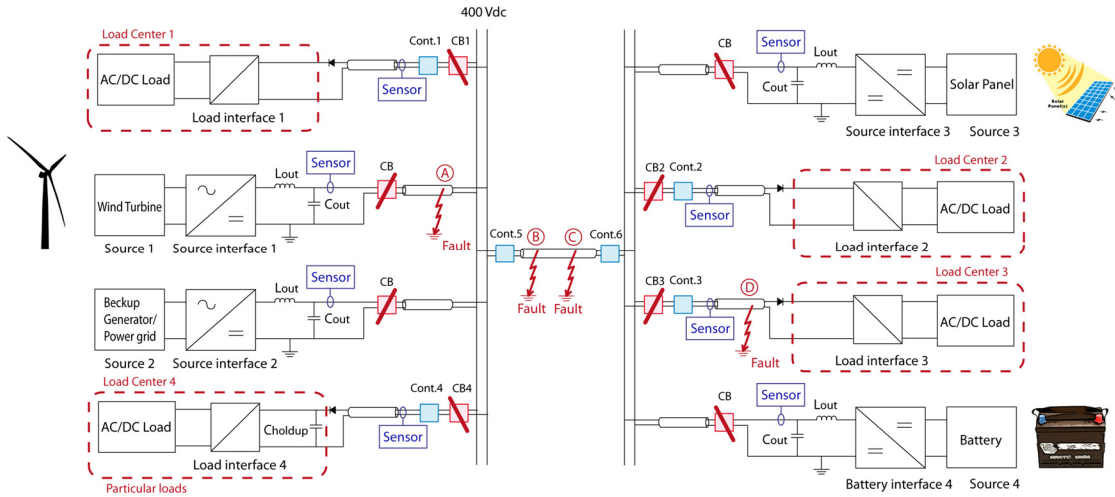 400 Vdc
Load Center 1
AC/DC Load
Load interface 1
Sensor
Cont.1
CB1
Wind Turbine
Source 1
Source interface 1
Lout
Sensor
Cout
CB
A
Fault
Beckup
Generator/
Power grid
Source 2
Source interface 2
Lout
Sensor
Cout
CB
Load Center 4
AC/DC Load
Choldup
Load interface 4
Particular loads
Sensor
Cont.4
CB4
Cont.5
B
C
Cont.6
Fault
Fault
CB
Sensor
Lout
Cout
Source interface 3
Solar Panel
Source 3
Solar
Panel(s)
CB2
Cont.2
Sensor
Load Center 2
AC/DC Load
Load interface 2
CB3
Cont.3
Sensor
D
Fault
Load Center 3
AC/DC Load
Load interface 3
CB
Sensor
Lout
Cout
Battery interface 4
Battery
Source 4